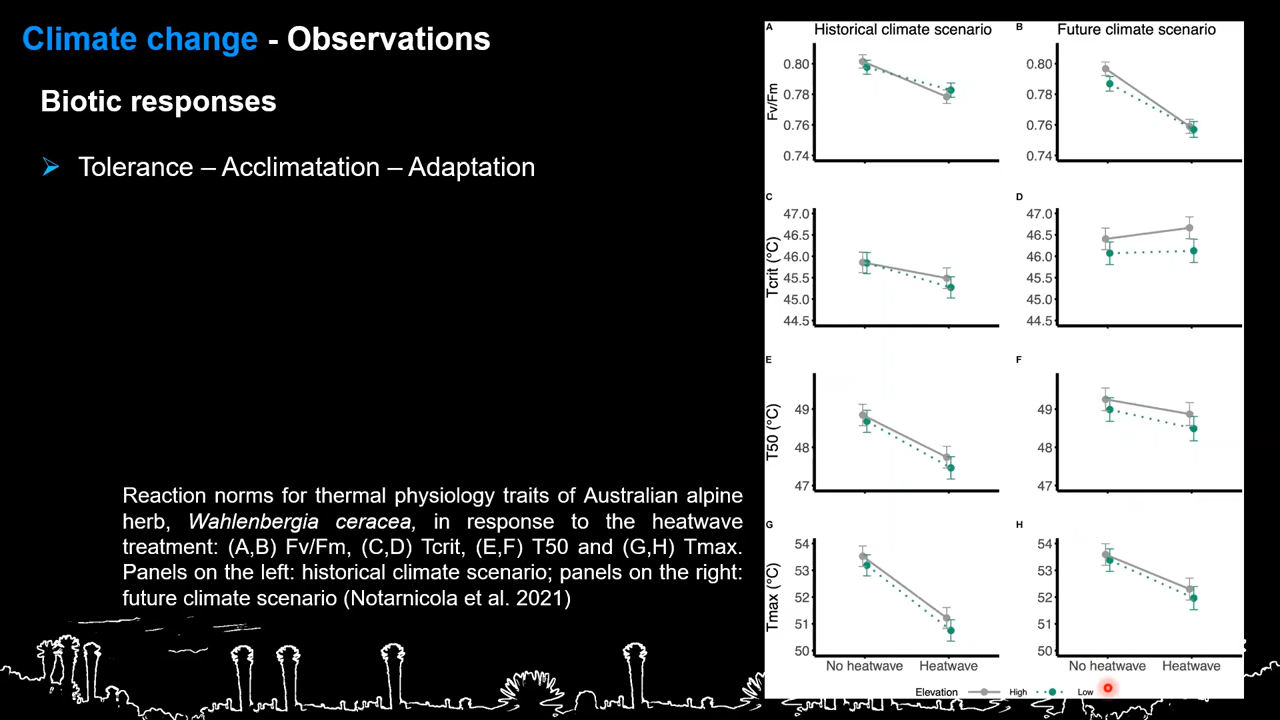 Climate change - Observations
Biotic responses
Tolerance – Acclimatation – Adaptation
Reaction norms for thermal physiology traits of Australian alpine
herb, Wahlenbergia ceracea, in response to the heatwave
treatment: (A,B) Fv/Fm, (C,D) Tcrit, (E,F) T50 and (G,H) Tmax.
Panels on the left: historical climate scenario; panels on the right:
future climate scenario (Notarnicola et al. 2021)
A
Historical climate scenario
Fv/Fm
0.80
0.78
0.76
0.74
B
Future climate scenario
0.80
0.78
0.76
0.74
C
Tcrit (°C)
47.0
46.5
46.0
45.5
45.0
44.5
D
47.0
46.5
46.0
45.5
45.0
44.5
E
T50 (°C)
49
48
47
F
49
48
47
G
Tmax (°C)
54
53
52
51
50
No heatwave Heatwave
H
54
53
52
51
50
No heatwave Heatwave
Elevation High Low